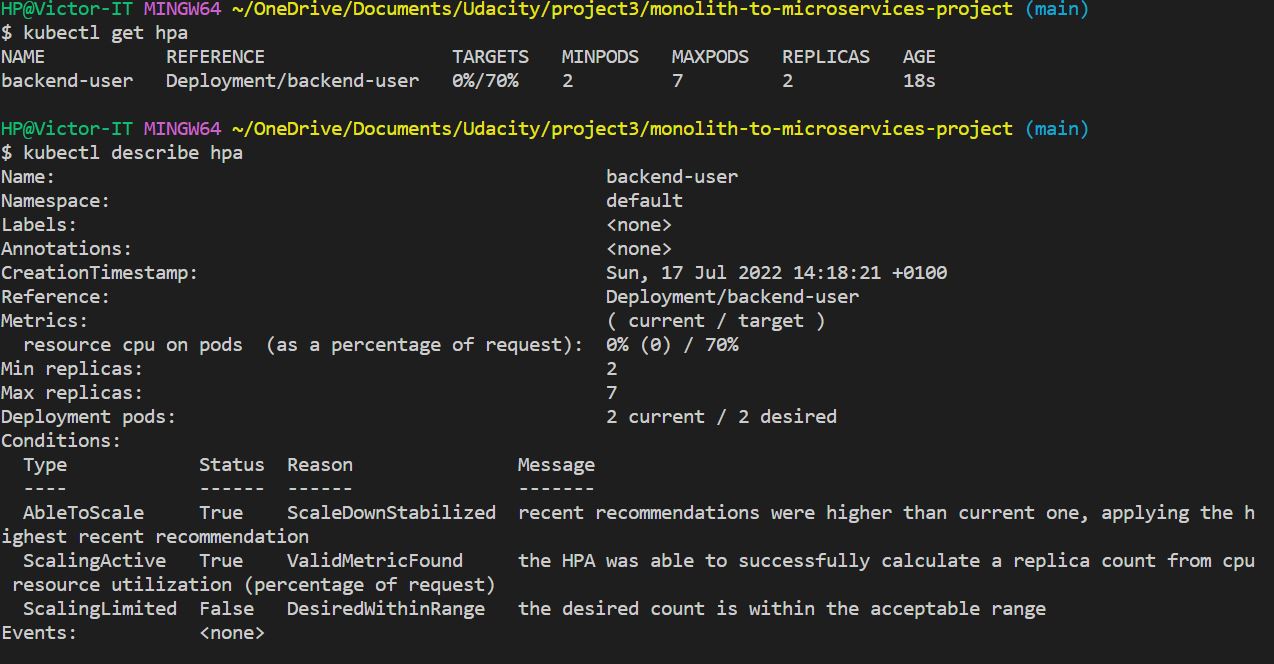 HP@Victor-IT MINGW64 ~/OneDrive/Documents/Udacity/project3/monolith-to-microservices-project (main)
$ kubectl get hpa
NAME           REFERENCE                 TARGETS   MINPODS   MAXPODS   REPLICAS   AGE
backend-user   Deployment/backend-user   0%/70%    2         7         2          18s
HP@Victor-IT MINGW64 ~/OneDrive/Documents/Udacity/project3/monolith-to-microservices-project (main)
$ kubectl describe hpa
Name:                                                  backend-user
Namespace:                                             default
Labels:                                                <none>
Annotations:                                           <none>
CreationTimestamp:                                     Sun, 17 Jul 2022 14:18:21 +0100
Reference:                                             Deployment/backend-user
Metrics:                                               ( current / target )
  resource cpu on pods  (as a percentage of request):  0% (0) / 70%
Min replicas:                                          2
Max replicas:                                          7
Deployment pods:                                       2 current / 2 desired
Conditions:
  Type            Status  Reason               Message
  ----            ------  ------               -------
  AbleToScale     True    ScaleDownStabilized  recent recommendations were higher than current one, applying the h
ighest recent recommendation
  ScalingActive   True    ValidMetricFound     the HPA was able to successfully calculate a replica count from cpu
 resource utilization (percentage of request)
  ScalingLimited  False   DesiredWithinRange   the desired count is within the acceptable range
Events:           <none>